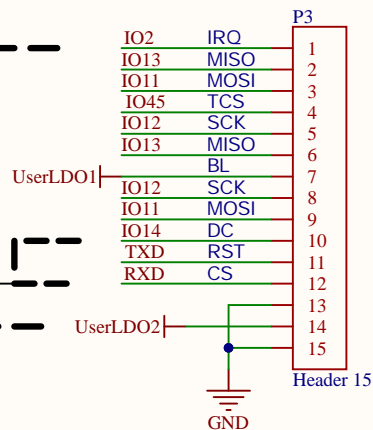 P3
IO2 IRQ 1
IO13 MISO 2
IO11 MOSI 3
IO45 TCS 4
IO12 SCK 5
IO13 MISO 6
UserLDO1 BL 7
IO12 SCK 8
IO11 MOSI 9
IO14 DC 10
TXD RST 11
RXD CS 12
13
UserLDO2 14
15
Header 15
GND